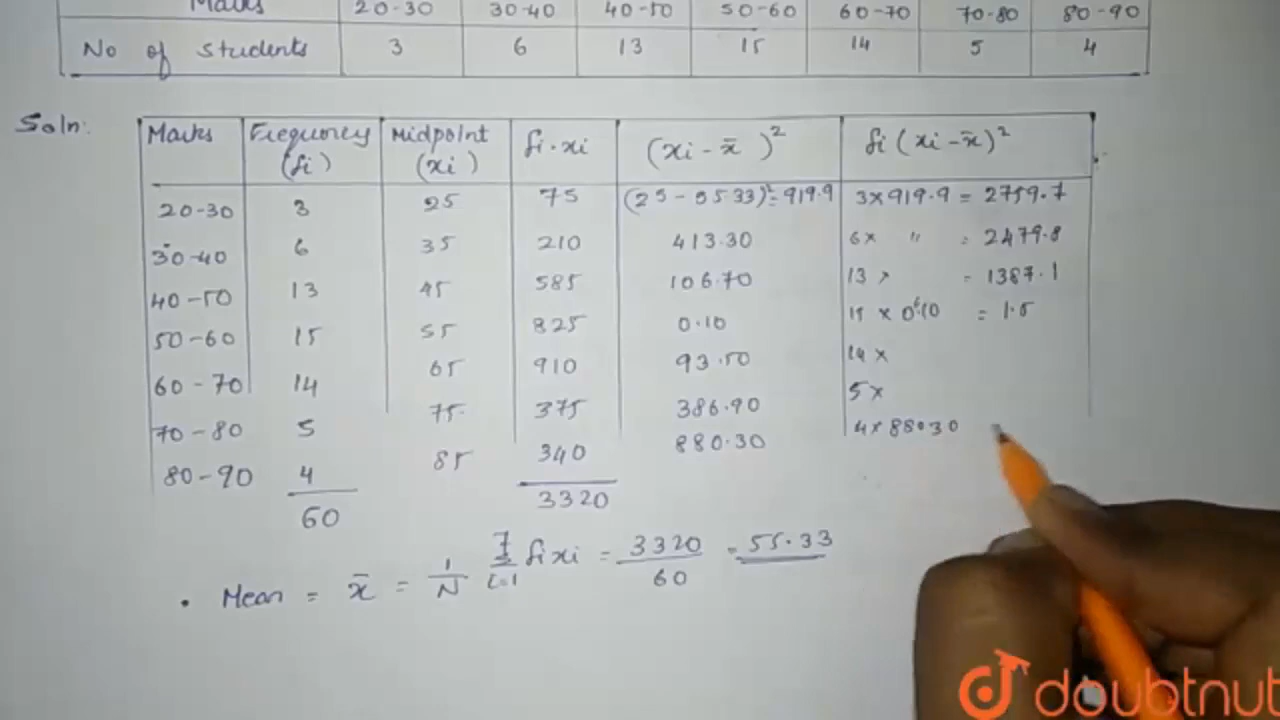 Marks 20-30 30-40 40-50 50-60 60-70 70-80 80-90
No of students 3 6 13 15 14 5 4
Soln:
Marks Frequency (fi) Midpoint (xi) fi·xi (xi - x̄)² fi(xi - x̄)²
20-30 3 25 75 (25 - 55.33)² = 919.9 3×919.9 = 2759.7
30-40 6 35 210 413.30 6× " = 2479.8
40-50 13 45 585 106.70 13 × = 1387.1
50-60 15 55 825 0.10 15 × 0.10 = 1.5
60-70 14 65 910 93.50 14×
70-80 5 75 375 386.90 5×
80-90 4 85 340 880.30 4×880.30
60 3320
• Mean = x̄ = 1/N 7 Σ i=1 fixi = 3320/60 = 55.33
doubtnut